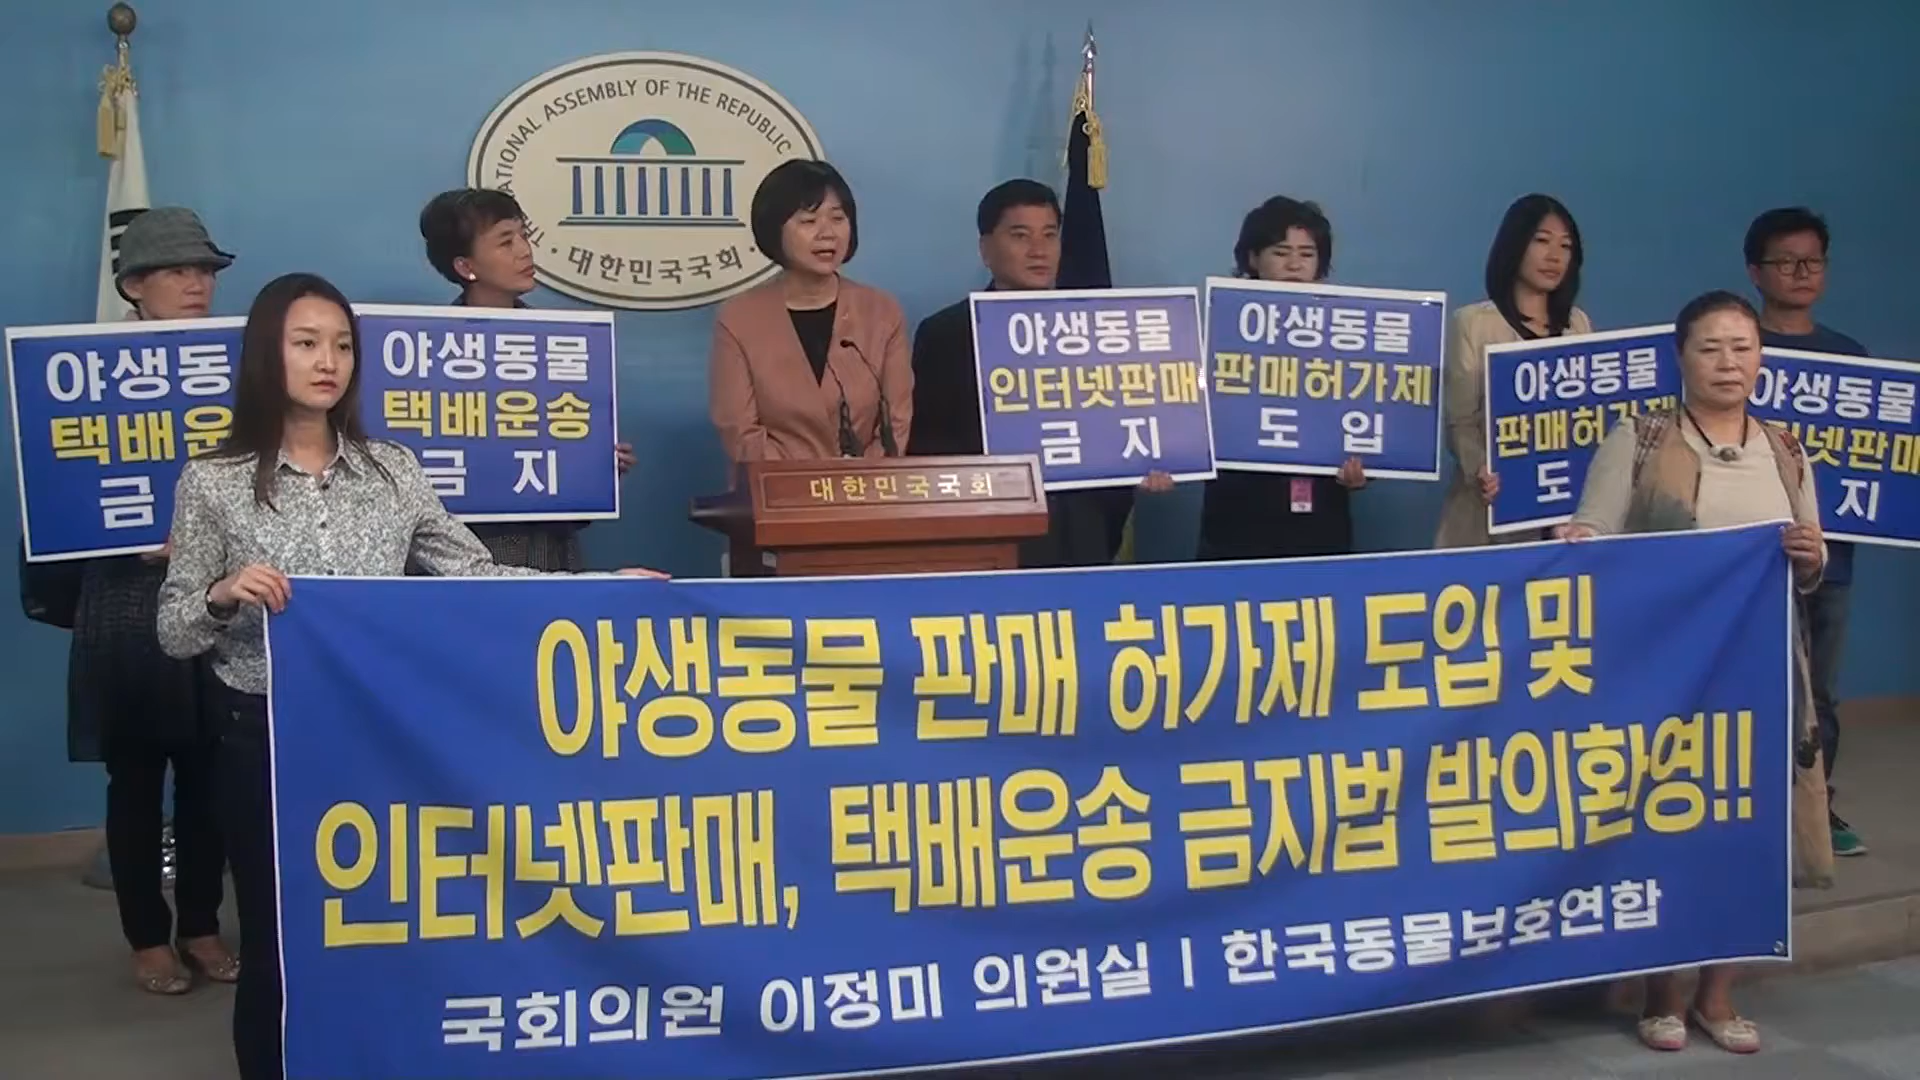 THE NATIONAL ASSEMBLY OF THE REPUBLIC
대한민국국회
야생동
택배운
금
야생동물
택배운송
금 지
대한민국국회
야생동물
인터넷판매
금 지
야생동물
판매허가제
도 입
야생동물
판매허가제
도
야생동물
터넷판매
지
야생동물 판매 허가제 도입 및
인터넷판매, 택배운송 금지법 발의환영!!
국회의원 이정미 의원실 | 한국동물보호연합